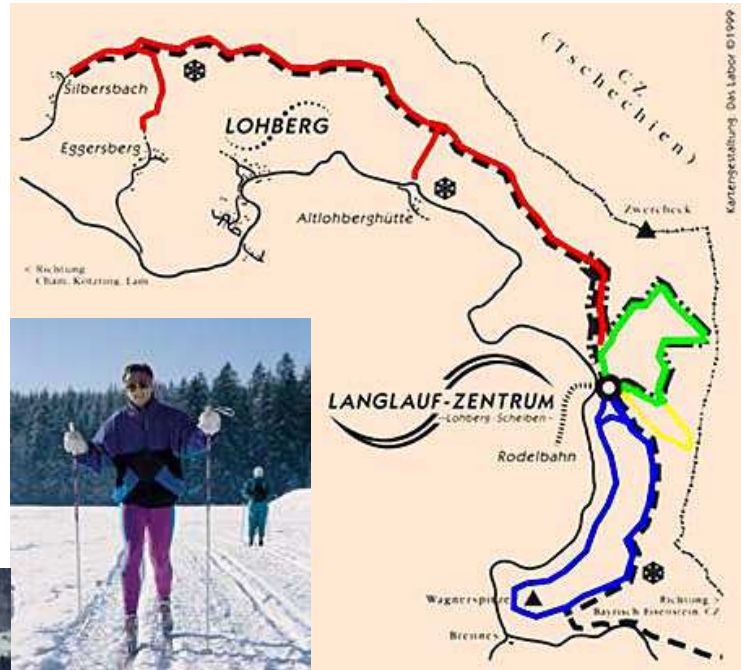 CZ
(Tschechien)
Kartengestaltung: Das Labor ©1999
Silbersbach
LOHBERG
Eggersberg
Altlohberghütte
Zwercheck
< Richtung
Cham, Kötzting, Lam
LANGLAUF-ZENTRUM
-Lohberg-Scheiben-
Rodelbahn
Wagnerspitze
Richtung >
Bayrisch Eisenstein, CZ
Brennes